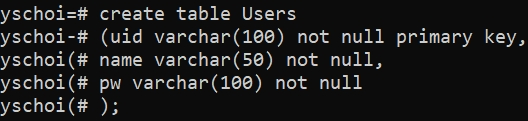 yschoi=# create table Users
yschoi-# (uid varchar(100) not null primary key,
yschoi(# name varchar(50) not null,
yschoi(# pw varchar(100) not null
yschoi(# );